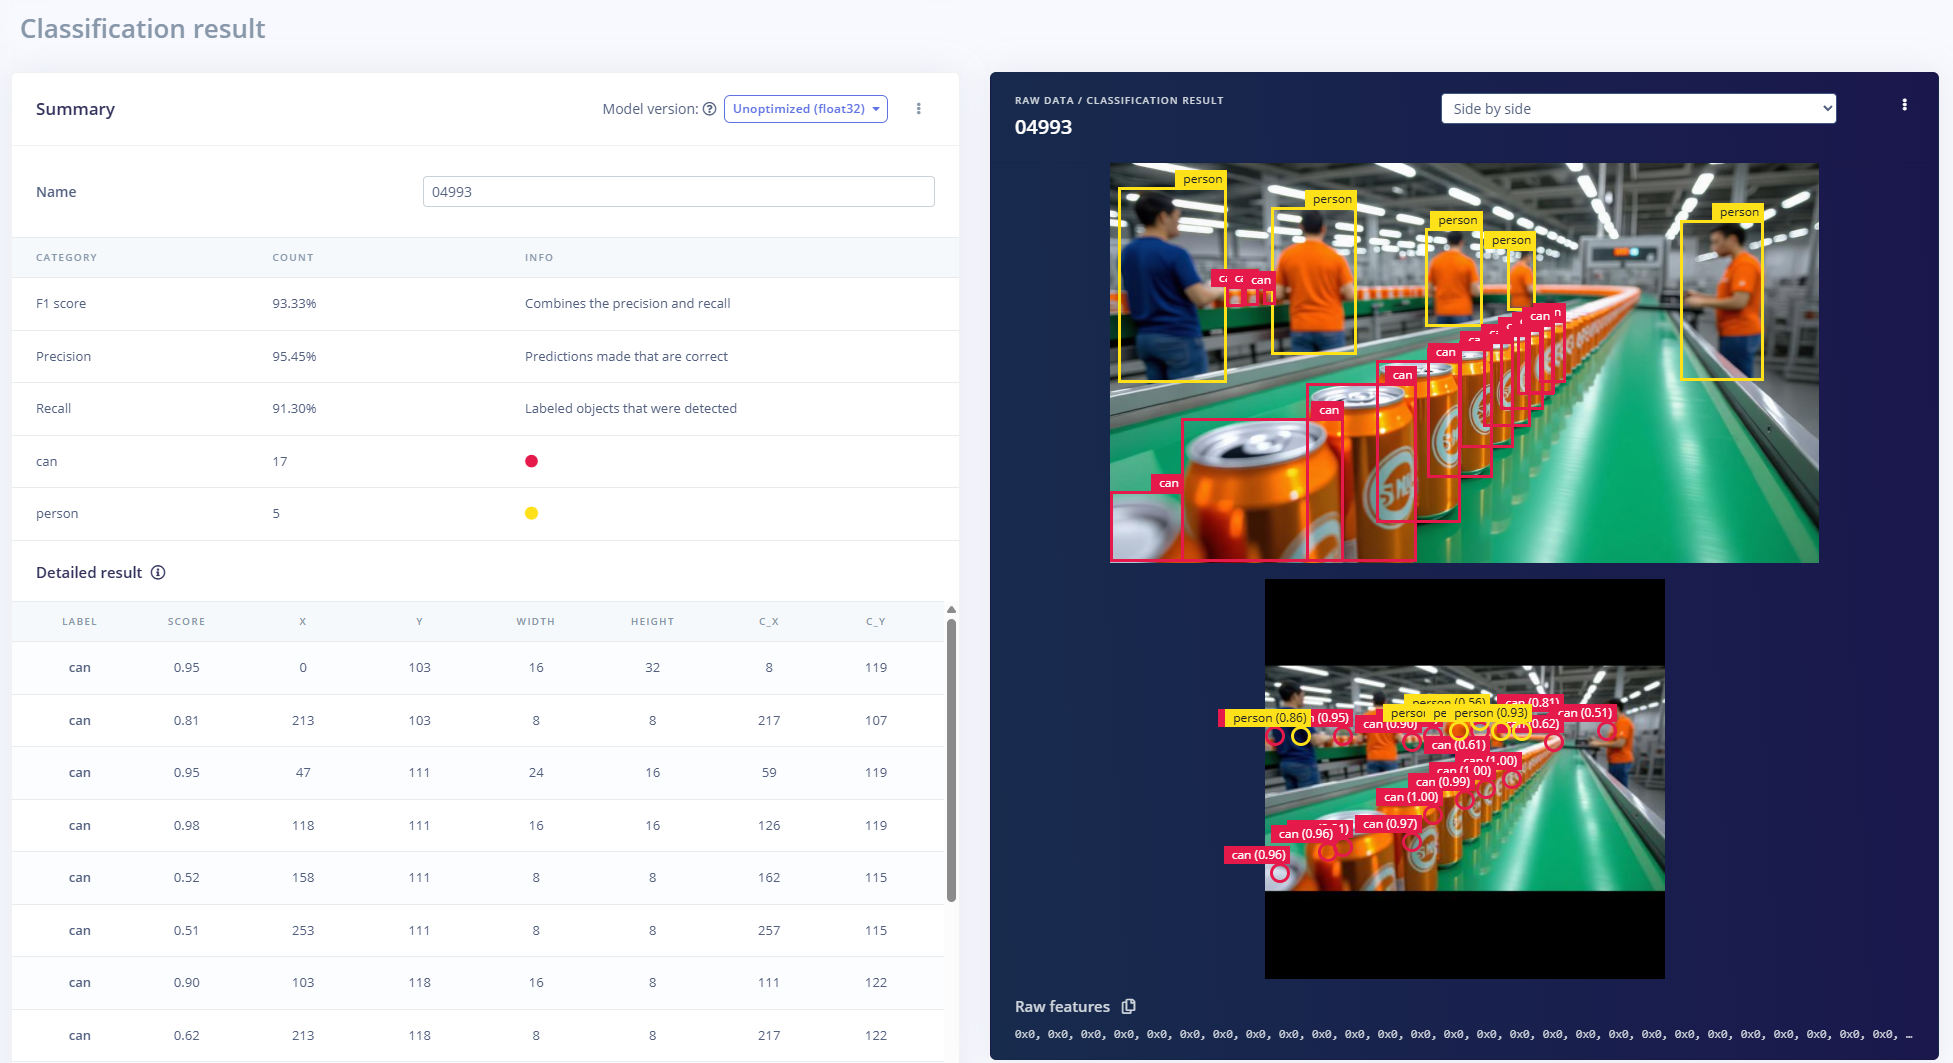 Classification result
Summary
Model version: Unoptimized (float32)
Name 04993
CATEGORY COUNT INFO
F1 score 93.33% Combines the precision and recall
Precision 95.45% Predictions made that are correct
Recall 91.30% Labeled objects that were detected
can 17
person 5
Detailed result
LABEL SCORE X Y WIDTH HEIGHT C_X C_Y
can 0.95 0 103 16 32 8 119
can 0.81 213 103 8 8 217 107
can 0.95 47 111 24 16 59 119
can 0.98 118 111 16 16 126 119
can 0.52 158 111 8 8 162 115
can 0.51 253 111 8 8 257 115
can 0.90 103 118 16 8 111 122
can 0.62 213 118 8 8 217 122
RAW DATA / CLASSIFICATION RESULT
04993
Side by side
person
person
person
person
person
can
can
can
can
can
can
can
person (0.56) can (0.81)
person (0.86) (0.95) person (0.93) can (0.51)
can (0.90) (0.62)
can (0.61)
can (1.00)
can (1.00)
can (0.99)
can (1.00)
can (0.97)
can (0.96)
can (0.96)
Raw features
0x0, 0x0, 0x0, 0x0, 0x0, 0x0, 0x0, 0x0, 0x0, 0x0, 0x0, 0x0, 0x0, 0x0, 0x0, 0x0, 0x0, 0x0, 0x0, 0x0, 0x0, 0x0, 0x0, 0x0, 0x0, 0x0, 0x0, …